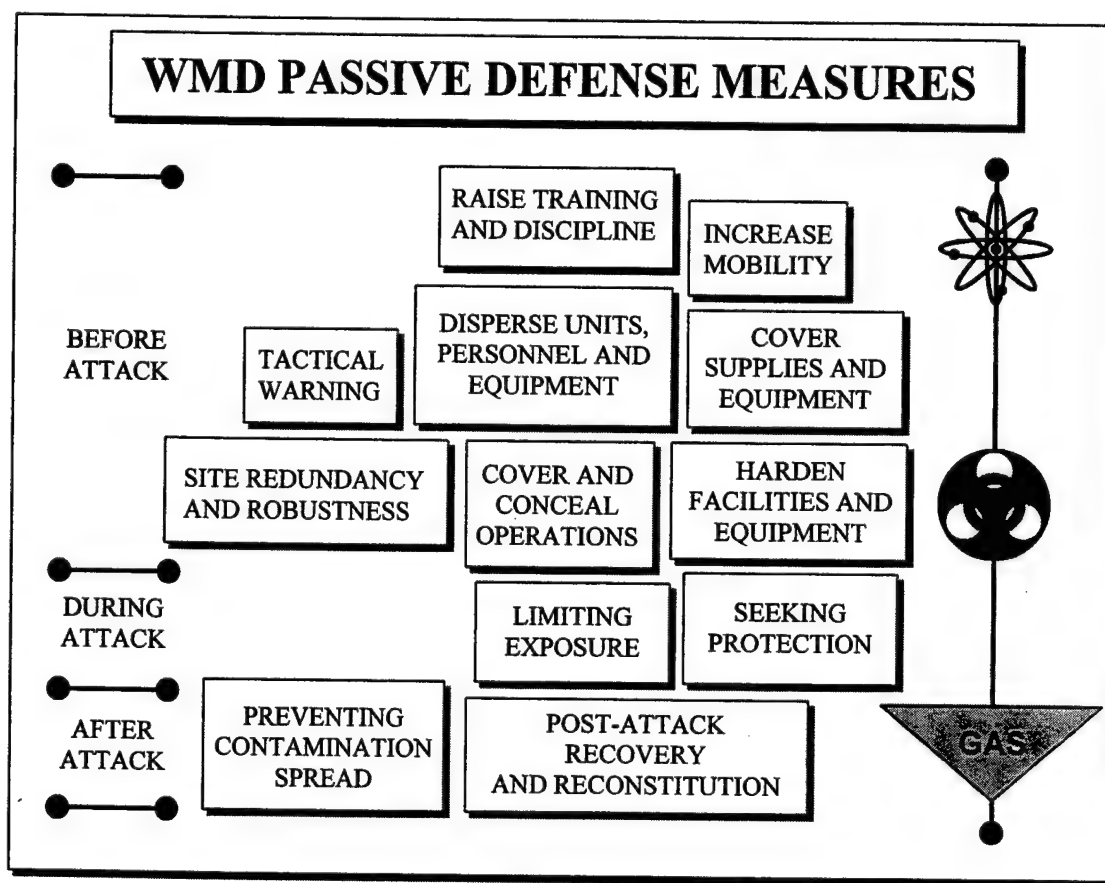 WMD PASSIVE DEFENSE MEASURES
BEFORE
ATTACK
RAISE TRAINING
AND DISCIPLINE
INCREASE
MOBILITY
TACTICAL
WARNING
DISPERSE UNITS,
PERSONNEL AND
EQUIPMENT
COVER
SUPPLIES AND
EQUIPMENT
SITE REDUNDANCY
AND ROBUSTNESS
COVER AND
CONCEAL
OPERATIONS
HARDEN
FACILITIES AND
EQUIPMENT
DURING
ATTACK
LIMITING
EXPOSURE
SEEKING
PROTECTION
AFTER
ATTACK
PREVENTING
CONTAMINATION
SPREAD
POST-ATTACK
RECOVERY
AND RECONSTITUTION
GAS